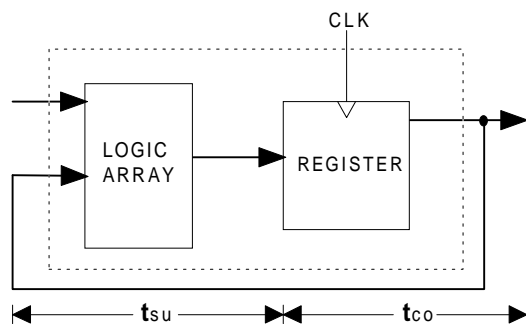 CLK
LOGIC
ARRAY
REGISTER
tsu
tco